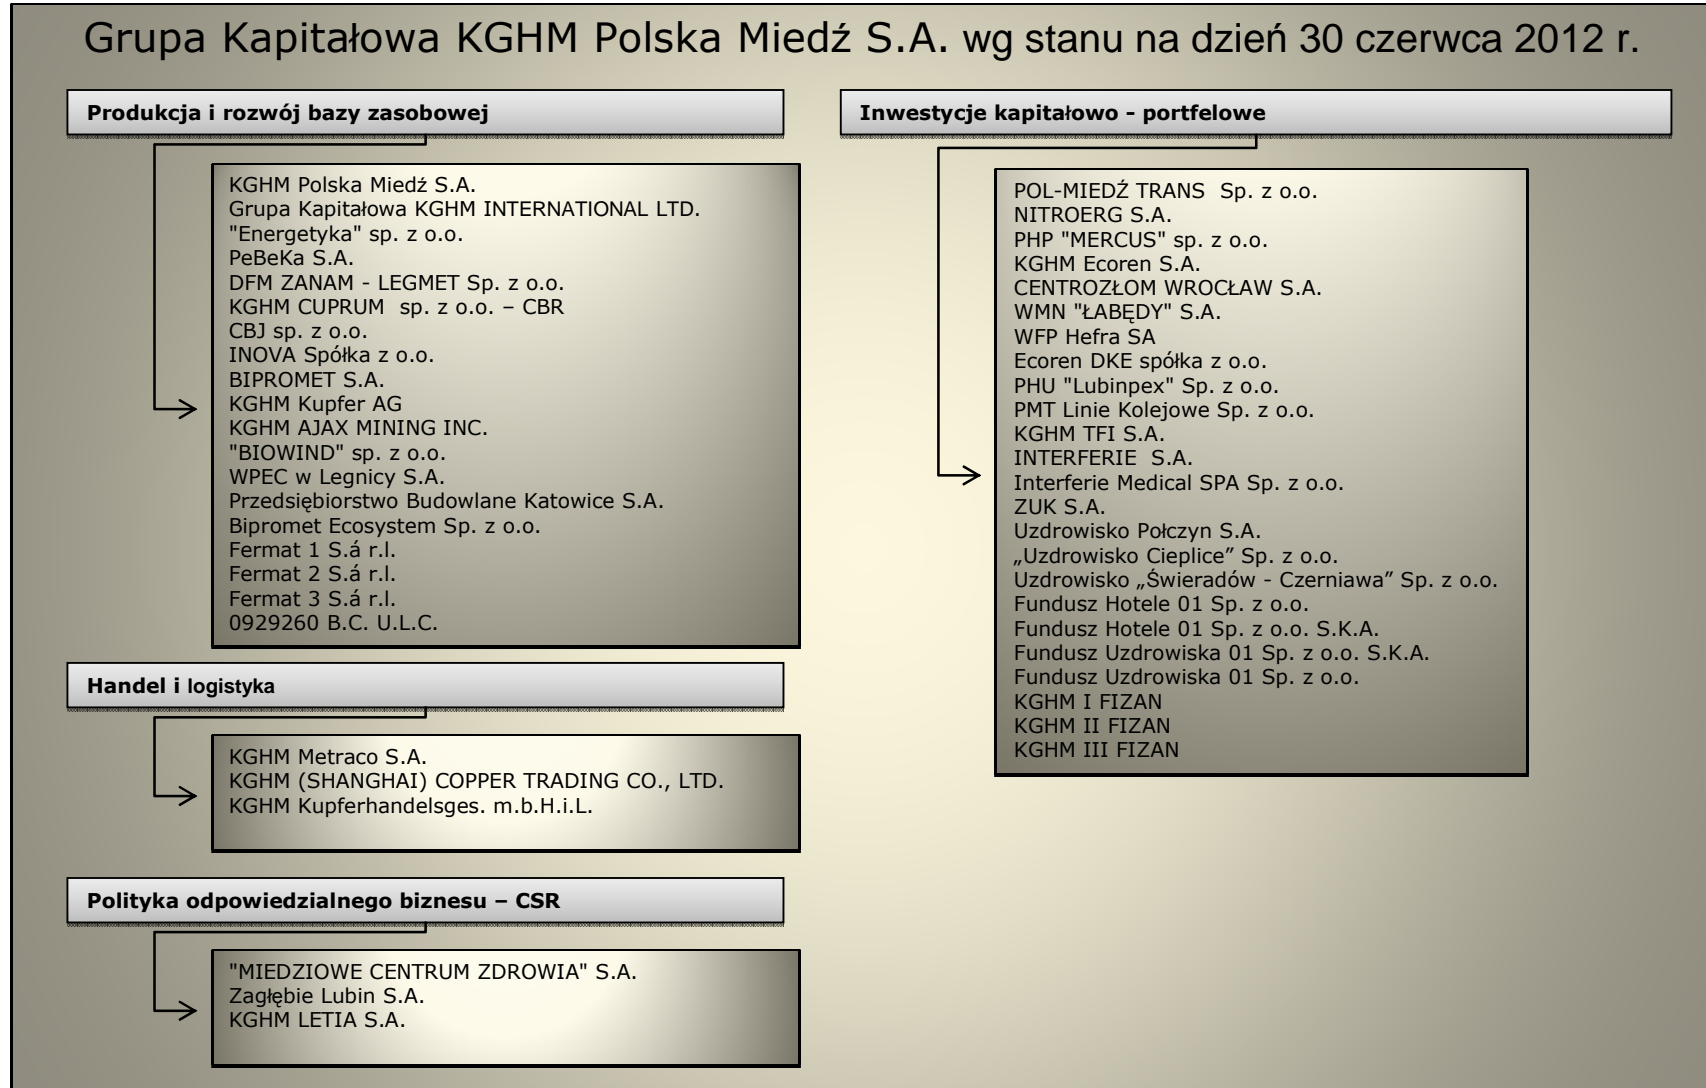 Grupa Kapitałowa KGHM Polska Miedź S.A. wg stanu na dzień 30 czerwca 2012 r.
Produkcja i rozwój bazy zasobowej
KGHM Polska Miedź S.A.
Grupa Kapitałowa KGHM INTERNATIONAL LTD.
"Energetyka" sp. z o.o.
PeBeKa S.A.
DFM ZANAM - LEGMET Sp. z o.o.
KGHM CUPRUM sp. z o.o. – CBR
CBJ sp. z o.o.
INOVA Spółka z o.o.
BIPROMET S.A.
KGHM Kupfer AG
KGHM AJAX MINING INC.
"BIOWIND" sp. z o.o.
WPEC w Legnicy S.A.
Przedsiębiorstwo Budowlane Katowice S.A.
Bipromet Ecosystem Sp. z o.o.
Fermat 1 S.á r.l.
Fermat 2 S.á r.l.
Fermat 3 S.á r.l.
0929260 B.C. U.L.C.
Handel i logistyka
KGHM Metraco S.A.
KGHM (SHANGHAI) COPPER TRADING CO., LTD.
KGHM Kupferhandelsges. m.b.H.i.L.
Polityka odpowiedzialnego biznesu – CSR
"MIEDZIOWE CENTRUM ZDROWIA" S.A.
Zagłębie Lubin S.A.
KGHM LETIA S.A.
Inwestycje kapitałowo - portfelowe
POL-MIEDŹ TRANS Sp. z o.o.
NITROERG S.A.
PHP "MERCUS" sp. z o.o.
KGHM Ecoren S.A.
CENTROZŁOM WROCŁAW S.A.
WMN "ŁABĘDY" S.A.
WFP Hefra SA
Ecoren DKE spółka z o.o.
PHU "Lubinpex" Sp. z o.o.
PMT Linie Kolejowe Sp. z o.o.
KGHM TFI S.A.
INTERFERIE S.A.
Interferie Medical SPA Sp. z o.o.
ZUK S.A.
Uzdrowisko Połczyn S.A.
„Uzdrowisko Cieplice” Sp. z o.o.
Uzdrowisko „Świeradów - Czerniawa” Sp. z o.o.
Fundusz Hotele 01 Sp. z o.o.
Fundusz Hotele 01 Sp. z o.o. S.K.A.
Fundusz Uzdrowiska 01 Sp. z o.o. S.K.A.
Fundusz Uzdrowiska 01 Sp. z o.o.
KGHM I FIZAN
KGHM II FIZAN
KGHM III FIZAN